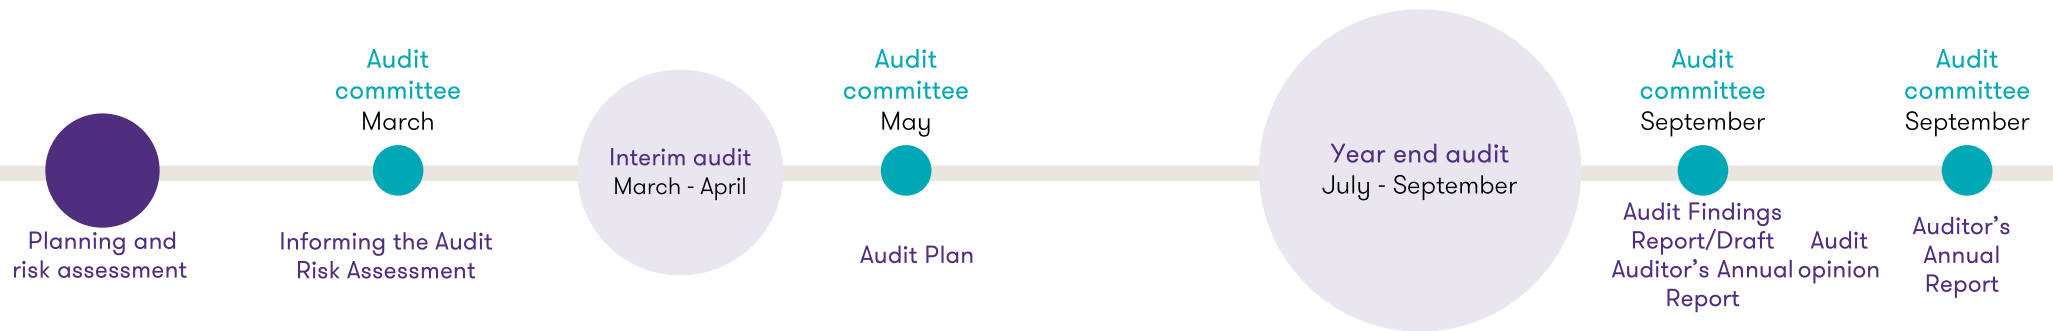 Planning and
risk assessment
Audit
committee
March
Informing the Audit
Risk Assessment
Interim audit
March - April
Audit
committee
May
Audit Plan
Year end audit
July - September
Audit
committee
September
Audit Findings
Report/Draft
Auditor’s Annual
Report
Audit
opinion
Audit
committee
September
Auditor’s
Annual
Report